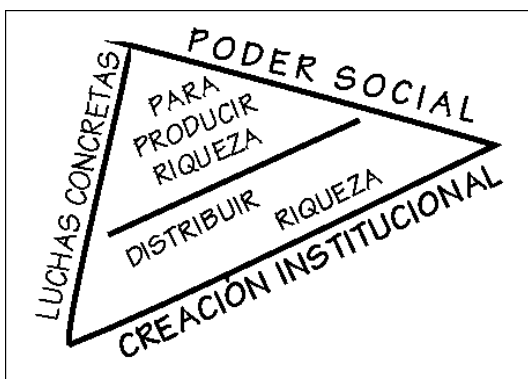 PODER SOCIAL
LUCHAS CONCRETAS
PARA
PRODUCIR
RIQUEZA
DISTRIBUIR RIQUEZA
CREACIÓN INSTITUCIONAL